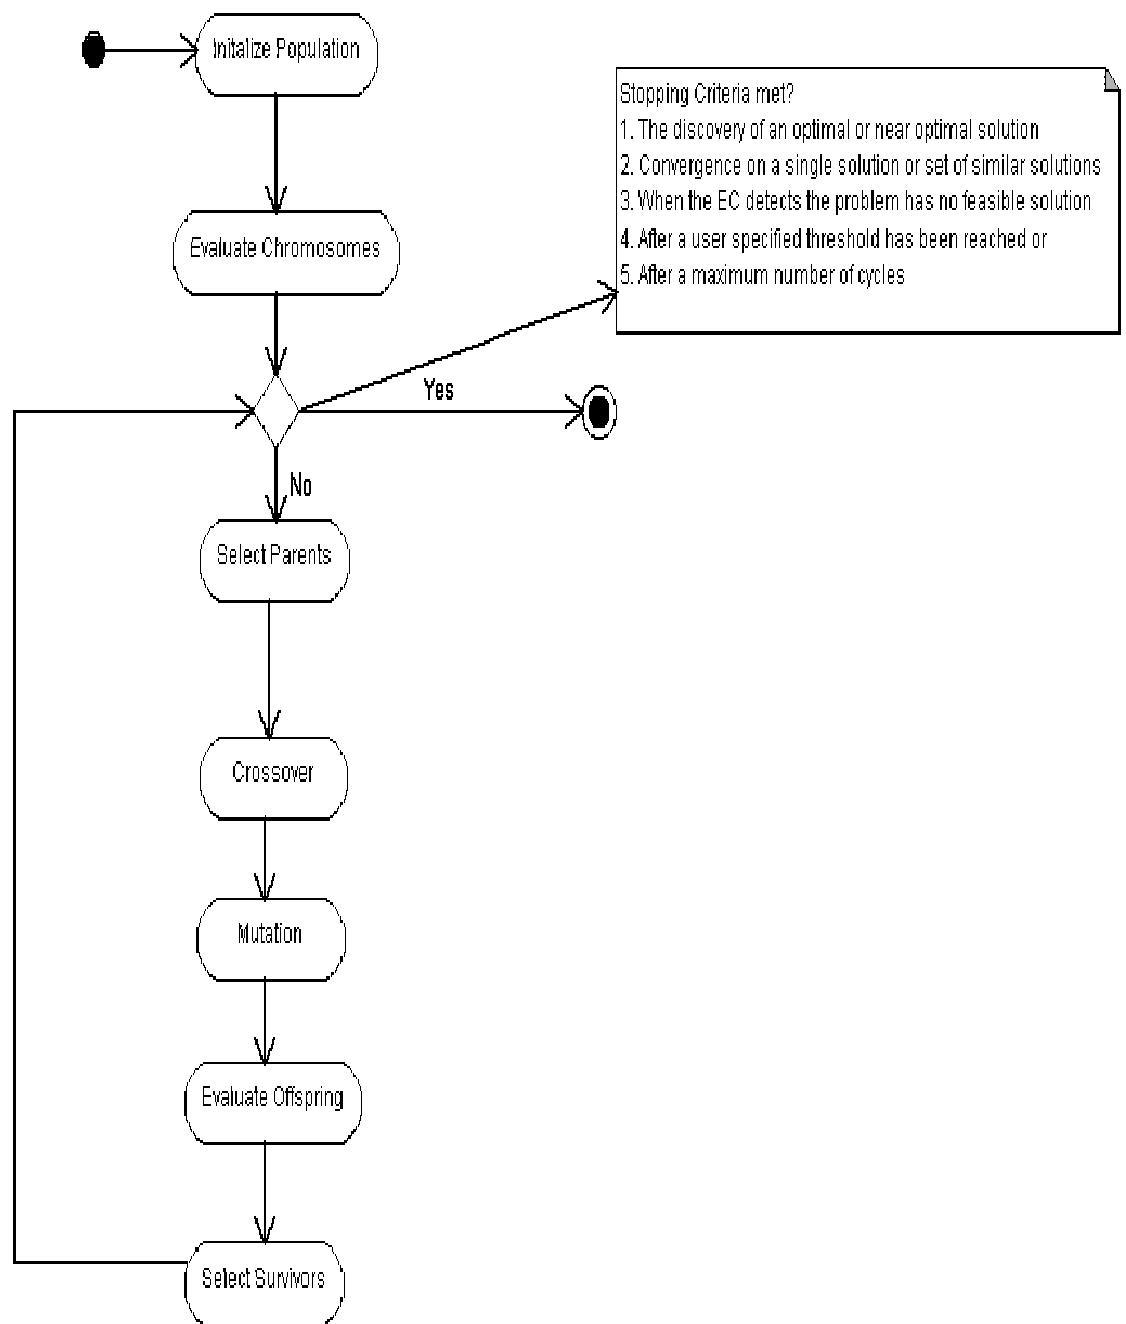 Initalize Population
Stopping Criteria met?
1. The discovery of an optimal or near optimal solution
2. Convergence on a single solution or set of similar solutions
3. When the EC detects the problem has no feasible solution
4. After a user specified threshold has been reached or
5. After a maximum number of cycles
Evaluate Chromosomes
Yes
No
Select Parents
Crossover
Mutation
Evaluate Offspring
Select Survivors